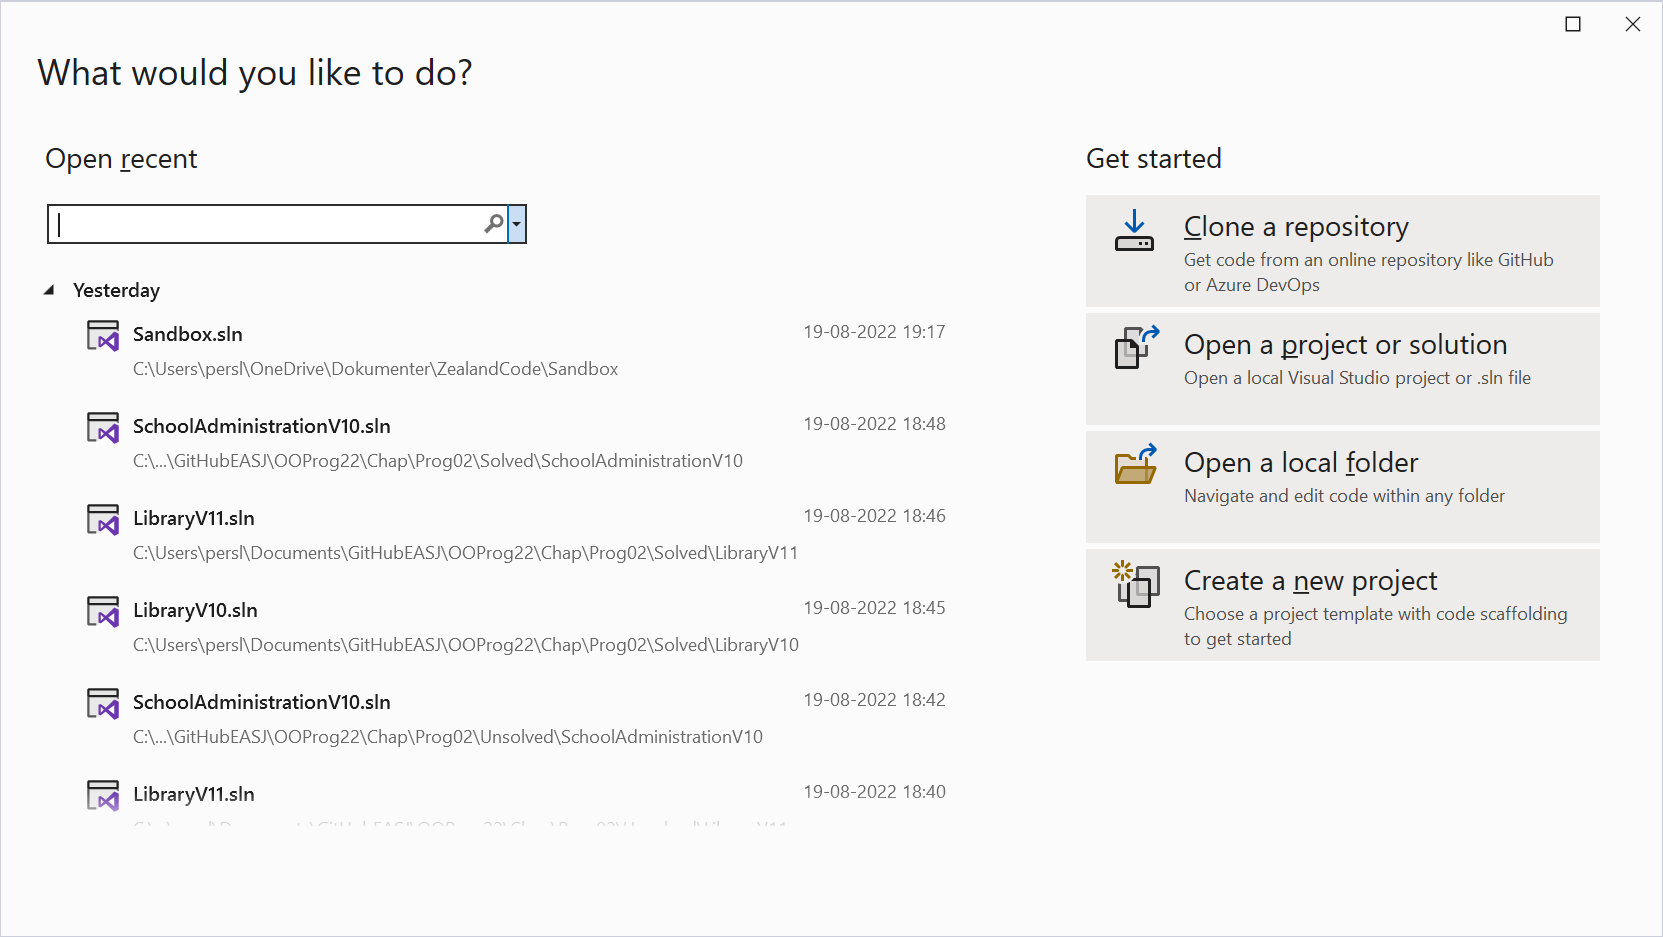 What would you like to do?
Open recent
Yesterday
Sandbox.sln
19-08-2022 19:17
C:\Users\persl\OneDrive\Dokumenter\ZealandCode\Sandbox
SchoolAdministrationV10.sln
19-08-2022 18:48
C:\...\GitHubEASJ\OOProg22\Chap\Prog02\Solved\SchoolAdministrationV10
LibraryV11.sln
19-08-2022 18:46
C:\Users\persl\Documents\GitHubEASJ\OOProg22\Chap\Prog02\Solved\LibraryV11
LibraryV10.sln
19-08-2022 18:45
C:\Users\persl\Documents\GitHubEASJ\OOProg22\Chap\Prog02\Solved\LibraryV10
SchoolAdministrationV10.sln
19-08-2022 18:42
C:\...\GitHubEASJ\OOProg22\Chap\Prog02\Unsolved\SchoolAdministrationV10
LibraryV11.sln
19-08-2022 18:40
Get started
Clone a repository
Get code from an online repository like GitHub
or Azure DevOps
Open a project or solution
Open a local Visual Studio project or .sln file
Open a local folder
Navigate and edit code within any folder
Create a new project
Choose a project template with code scaffolding
to get started